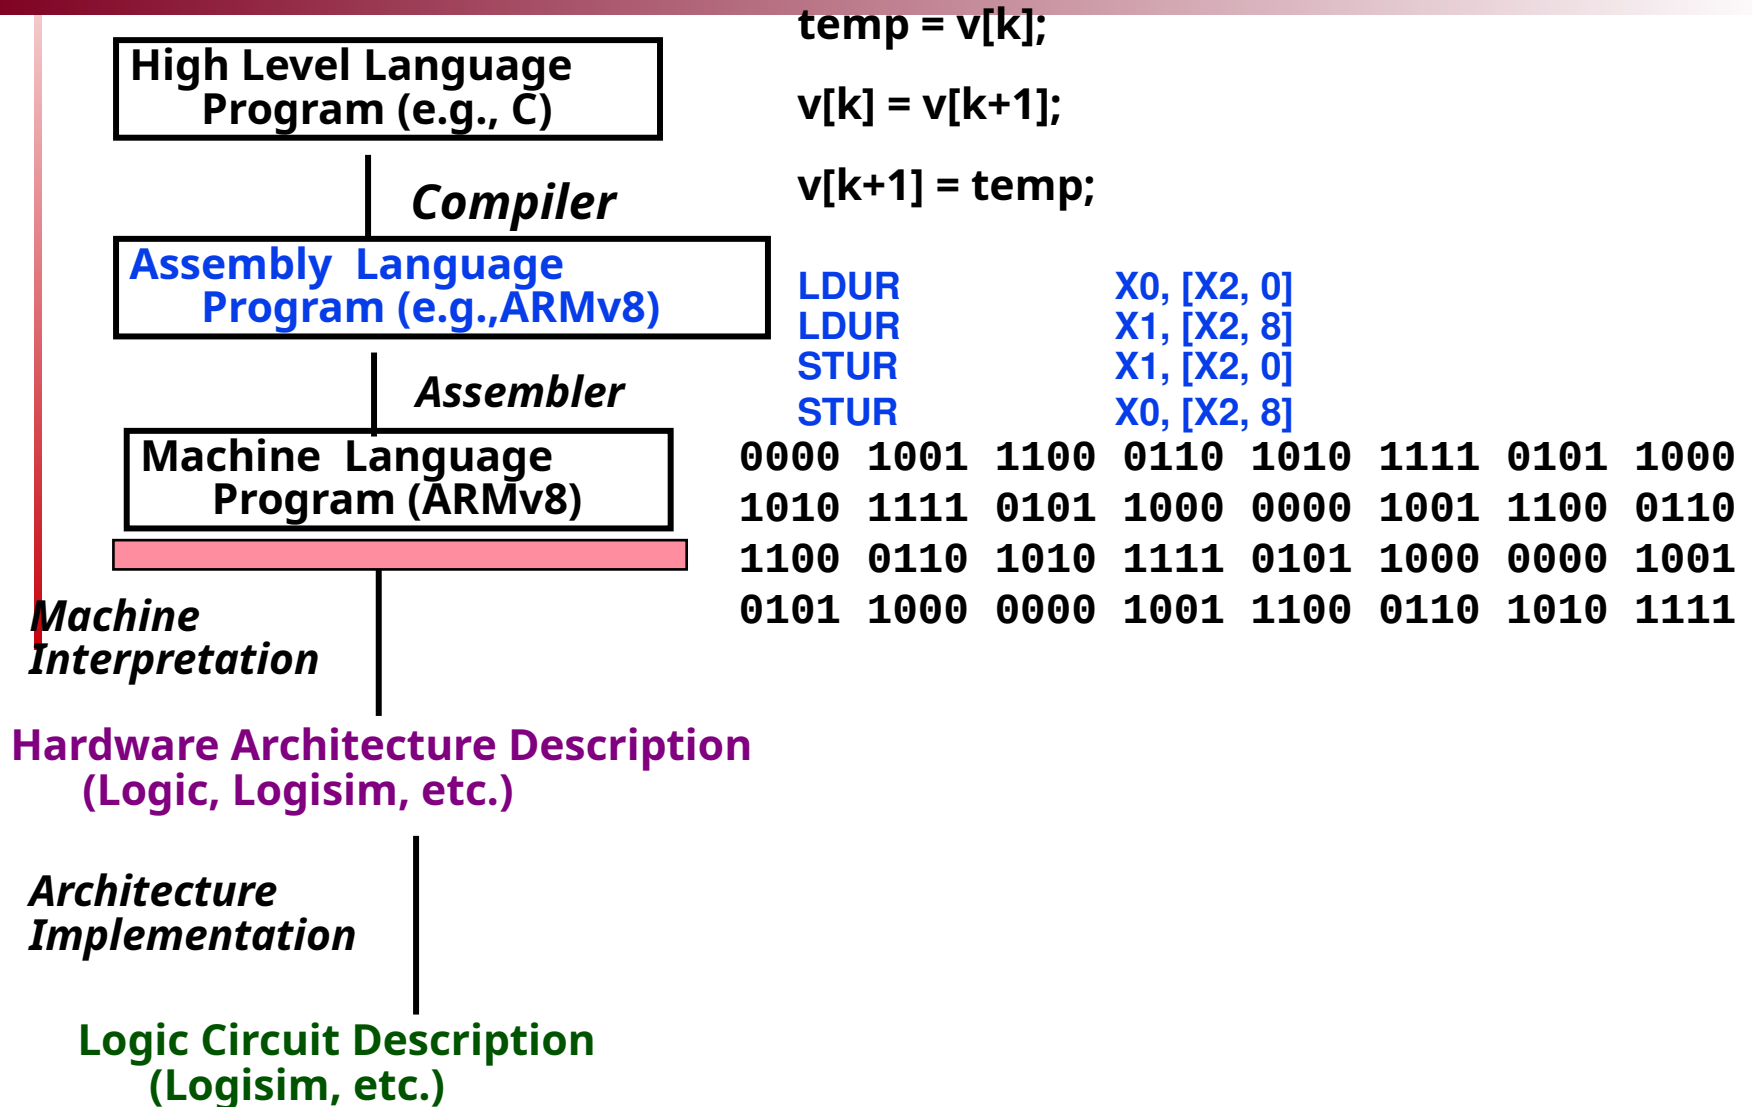 High Level Language
Program (e.g., C)
temp = v[k];
v[k] = v[k+1];
v[k+1] = temp;
Compiler
Assembly Language
Program (e.g.,ARMv8)
LDUR X0, [X2, 0]
LDUR X1, [X2, 8]
STUR X1, [X2, 0]
STUR X0, [X2, 8]
Assembler
Machine Language
Program (ARMv8)
0000 1001 1100 0110 1010 1111 0101 1000
1010 1111 0101 1000 0000 1001 1100 0110
1100 0110 1010 1111 0101 1000 0000 1001
0101 1000 0000 1001 1100 0110 1010 1111
Machine
Interpretation
Hardware Architecture Description
(Logic, Logisim, etc.)
Architecture
Implementation
Logic Circuit Description
(Logisim, etc.)